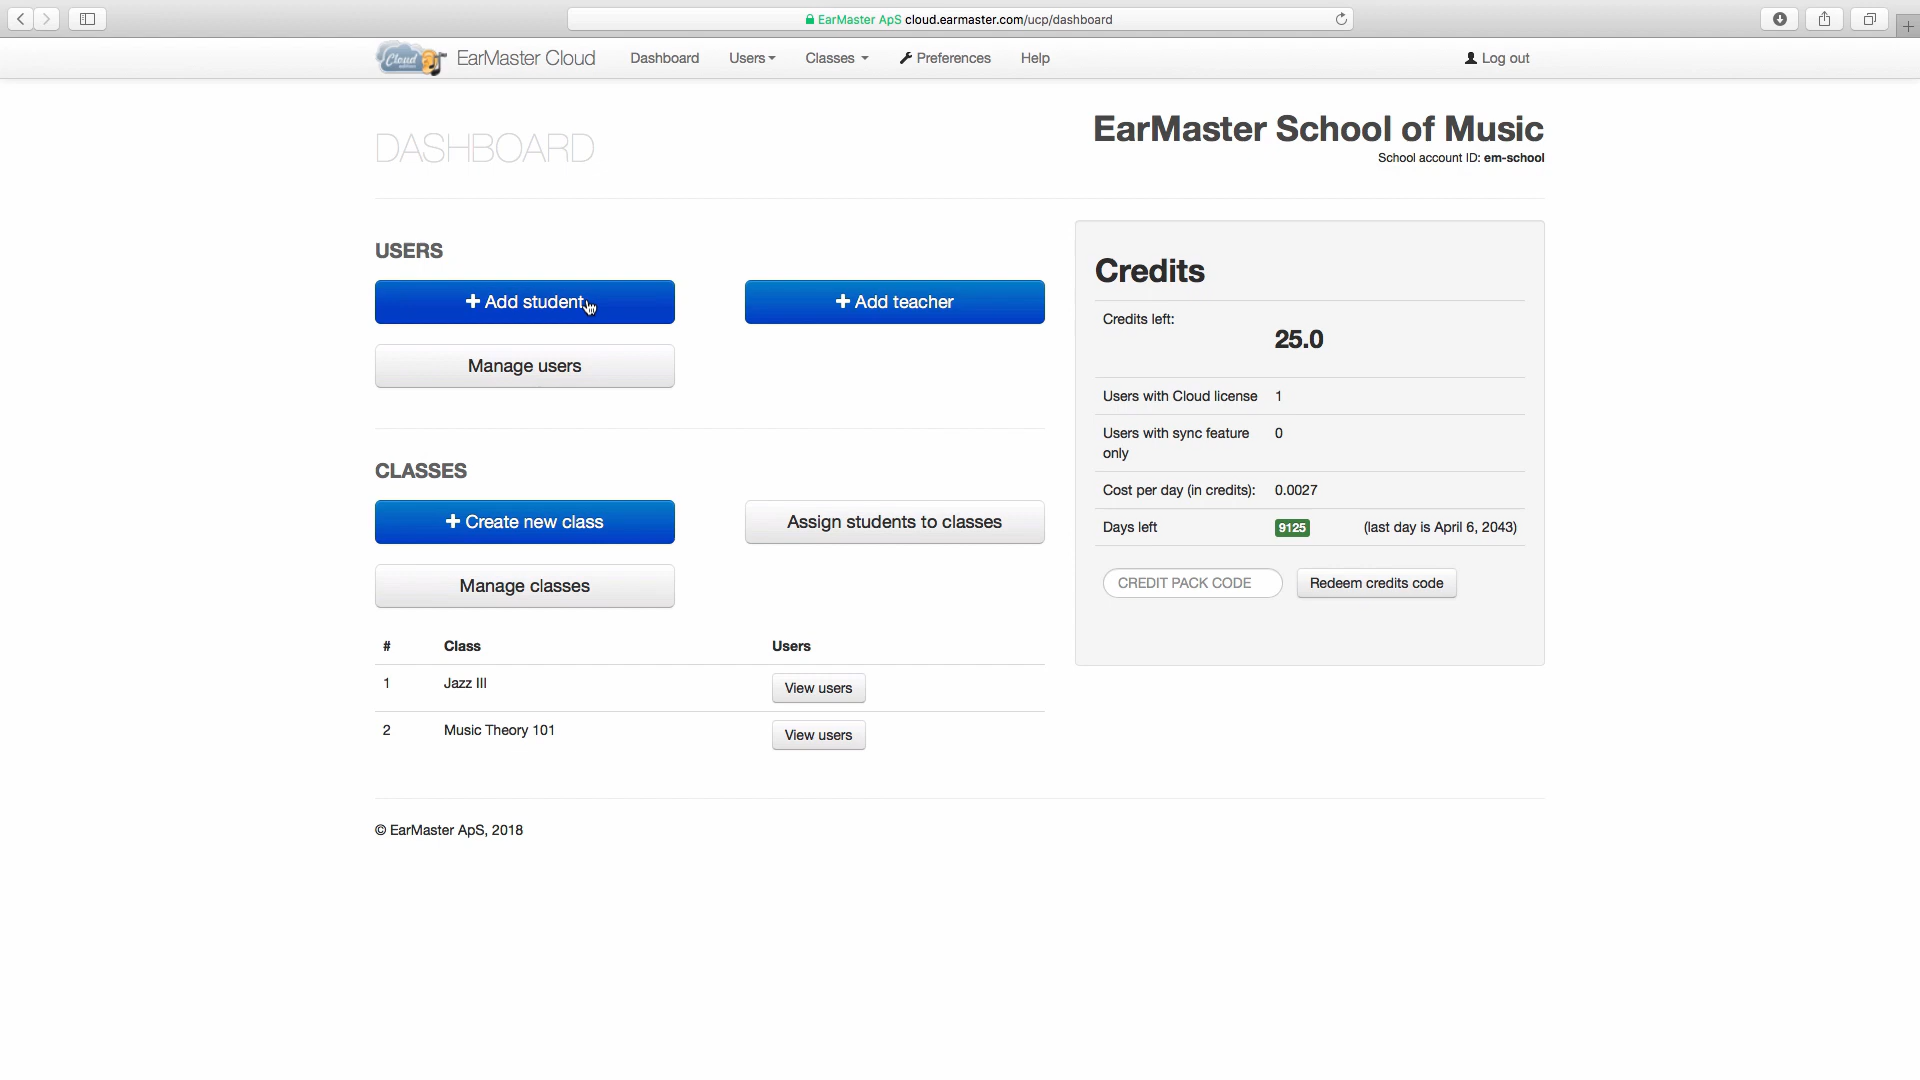 EarMaster ApS cloud.earmaster.com/ucp/dashboard
Cloud EarMaster Cloud Dashboard Users Classes Preferences Help Log out
DASHBOARD
EarMaster School of Music
School account ID: em-school
USERS
+ Add student
+ Add teacher
Manage users
CLASSES
+ Create new class
Assign students to classes
Manage classes
# Class Users
1 Jazz III View users
2 Music Theory 101 View users
Credits
Credits left:
25.0
Users with Cloud license 1
Users with sync feature 0
only
Cost per day (in credits): 0.0027
Days left 9125 (last day is April 6, 2043)
CREDIT PACK CODE Redeem credits code
© EarMaster ApS, 2018